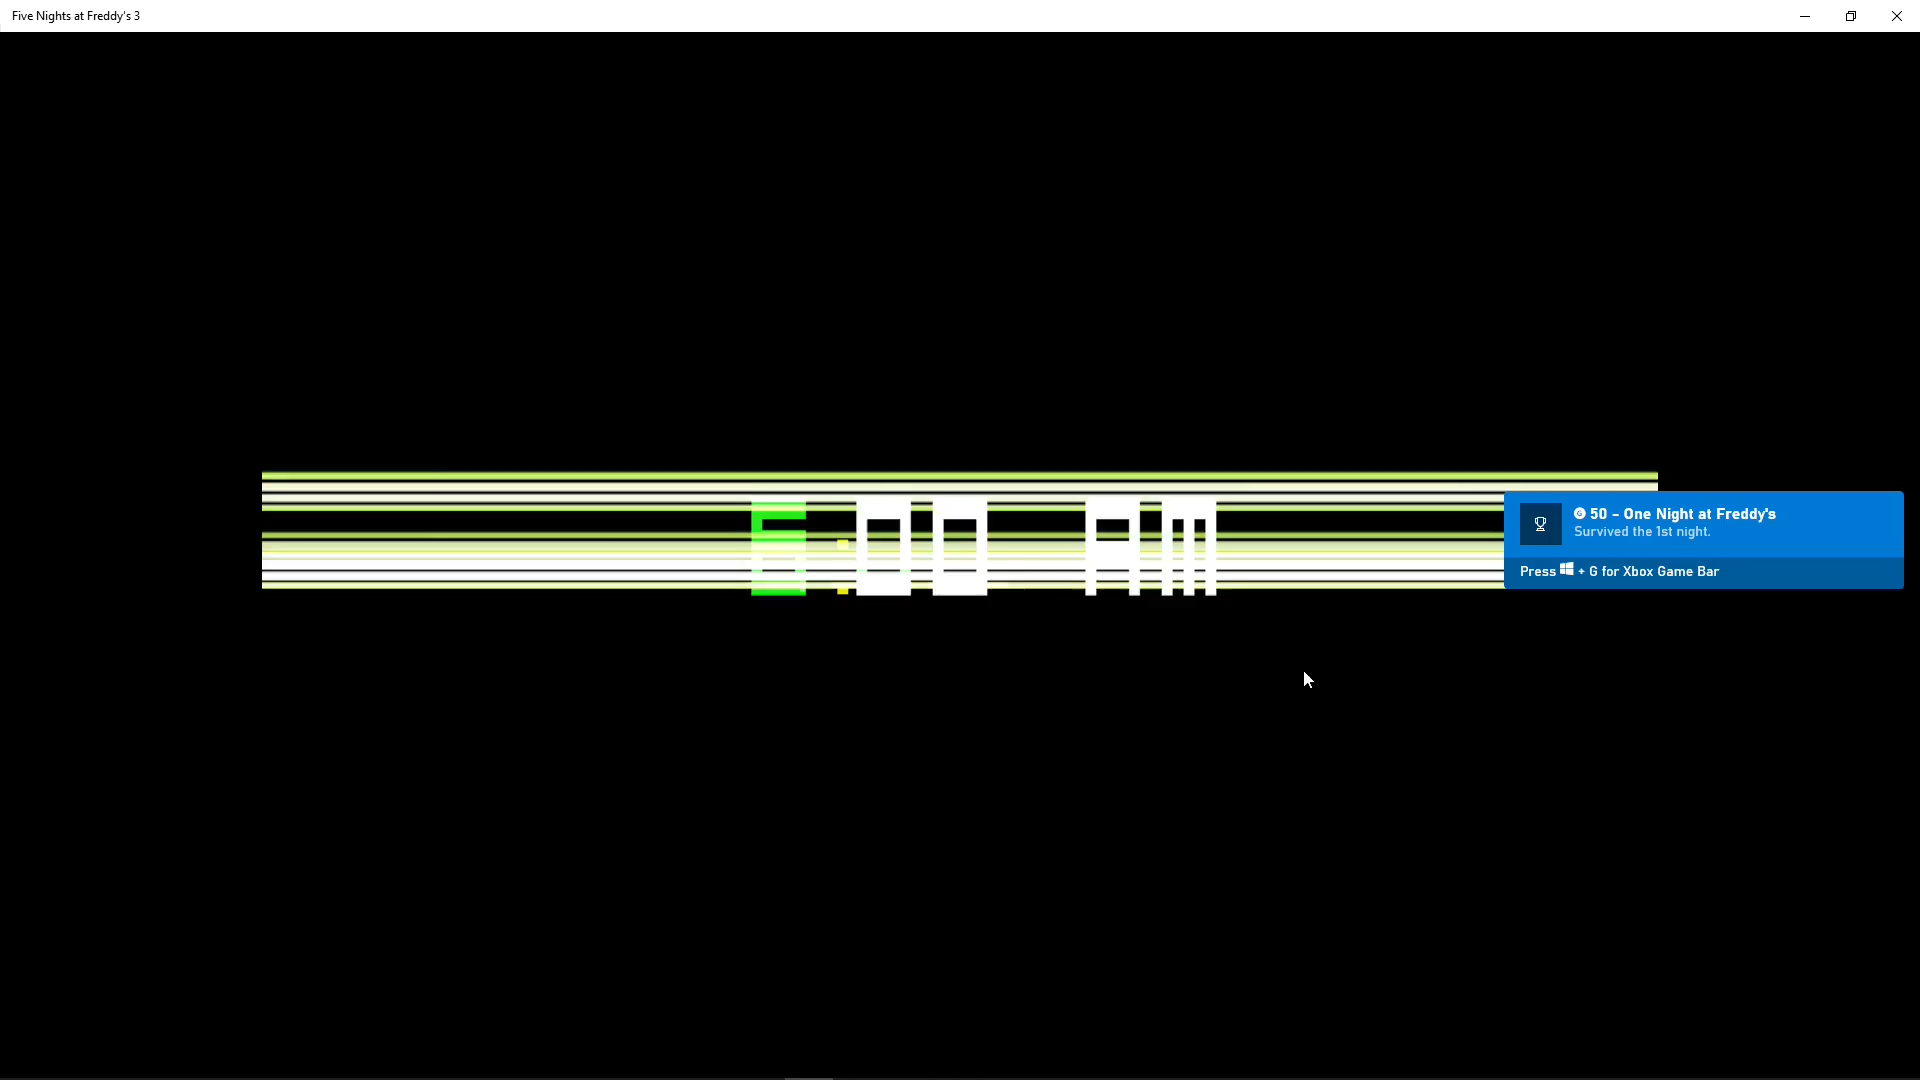 Five Nights at Freddy's 3
6:00 AM
G 50 - One Night at Freddy's
Survived the 1st night.
Press + G for Xbox Game Bar